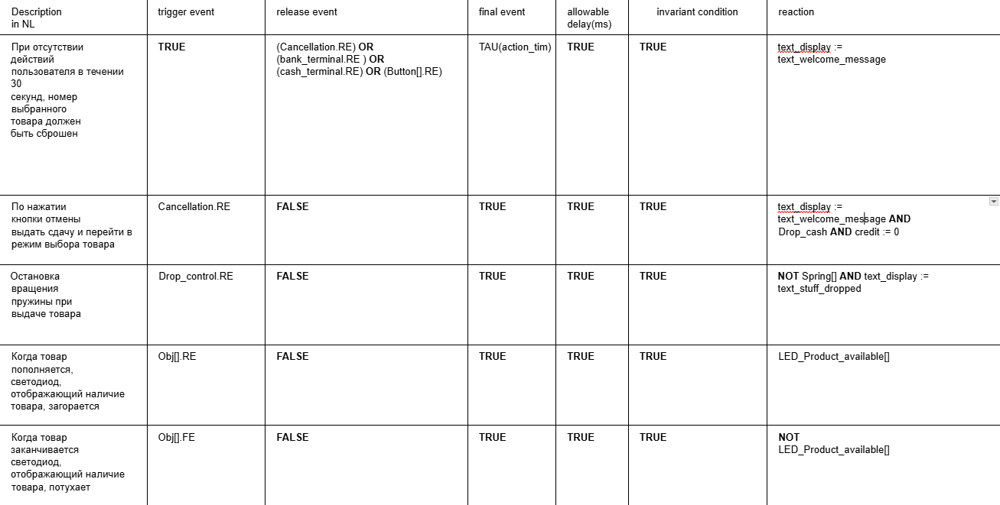 Description
in NL
trigger event
release event
final event
allowable
delay(ms)
invariant condition
reaction
При отсутствии
действий
пользователя в течении
30
секунд, номер
выбранного
товара должен
быть сброшен
TRUE
(Cancellation.RE) OR
(bank_terminal.RE ) OR
(cash_terminal.RE) OR (Button[].RE)
TAU(action_tim)
TRUE
TRUE
text_display :=
text_welcome_message
По нажатии
кнопки отмены
выдать сдачу и перейти в
режим выбора товара
Cancellation.RE
FALSE
TRUE
TRUE
TRUE
text_display :=
text_welcome_message AND
Drop_cash AND credit := 0
Остановка
вращения
пружины при
выдаче товара
Drop_control.RE
FALSE
TRUE
TRUE
TRUE
NOT Spring[] AND text_display :=
text_stuff_dropped
Когда товар
пополняется,
светодиод,
отображающий наличие
товара, загорается
Obj[].RE
FALSE
TRUE
TRUE
TRUE
LED_Product_available[]
Когда товар
заканчивается
светодиод,
отображающий наличие
товара, потухает
Obj[].FE
FALSE
TRUE
TRUE
TRUE
NOT
LED_Product_available[]